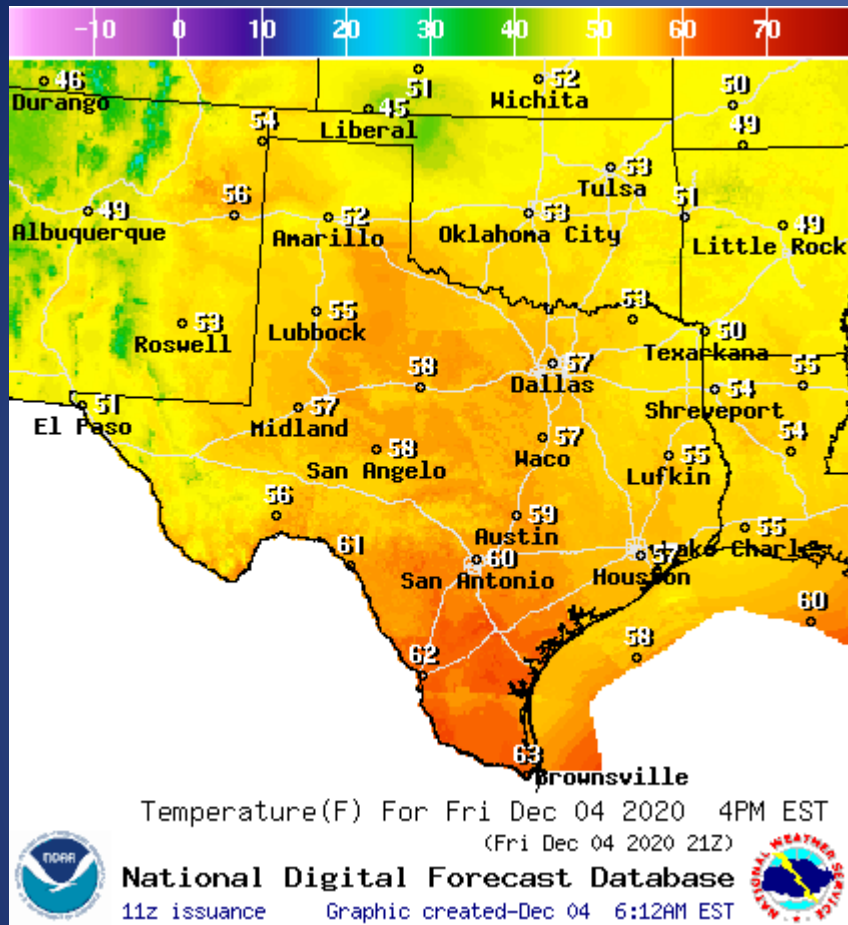 -10 0 10 20 30 40 50 60 70
46 Durango
51
52 Wichita
50
45 Liberal
54
49
53 Tulsa
49 Albuquerque
56
52 Amarillo
53 Oklahoma City
51
49 Little Rock
53 Roswell
55 Lubbock
53
50 Texarkana
58
57 Dallas
54 Shreveport
55
51 El Paso
57 Midland
58 San Angelo
57 Waco
55 Lufkin
54
56
59 Austin
55 Lake Charles
61
60 San Antonio
57 Houston
60
62
58
63 Brownsville
Temperature(F) For Fri Dec 04 2020 4PM EST
(Fri Dec 04 2020 21Z)
National Digital Forecast Database
11z issuance Graphic created-Dec 04 6:12AM EST
NOAA
NATIONAL WEATHER SERVICE